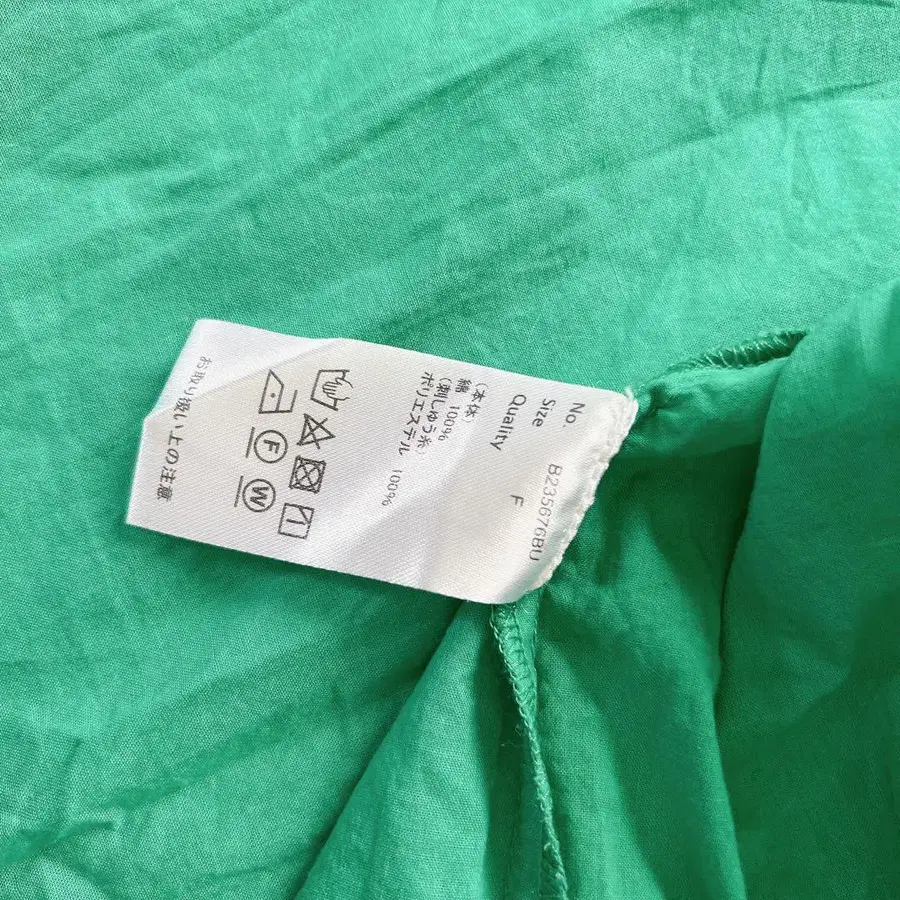 No. B235676BU
Size F
Quality
(本体)
綿 100%
(刺しゅう糸)
ポリエステル 100%
F
W
お取り扱い上の注意